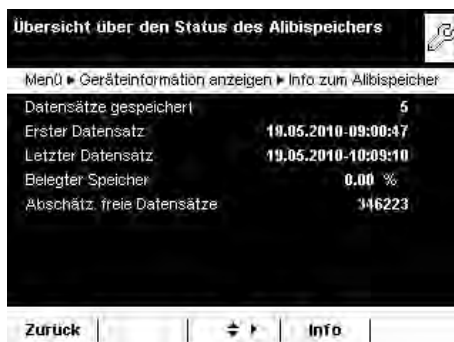 Übersicht über den Status des Alibispeichers
Menü ▸ Geräteinformation anzeigen ▸ Info zum Alibispeicher
Datensätze gespeichert 5
Erster Datensatz 18.05.2010-09:00:47
Letzter Datensatz 19.05.2010-10:09:10
Belegter Speicher 0.00 %
Abschätz. freie Datensätze 346223
Zurück Info